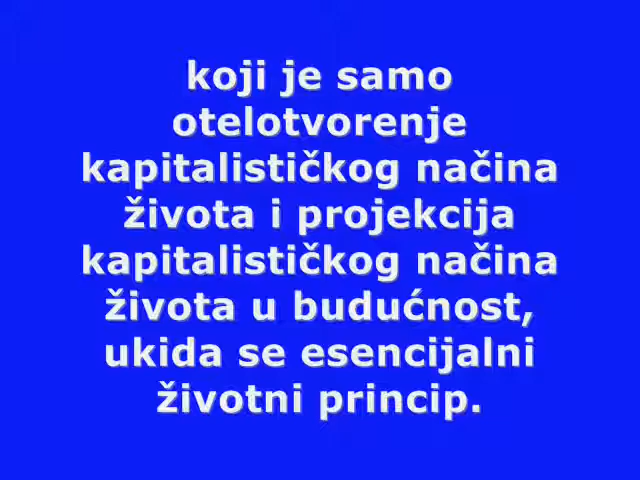 koji je samo
otelotvorenje
kapitalističkog načina
života i projekcija
kapitalističkog načina
života u budućnost,
ukida se esencijalni
životni princip.